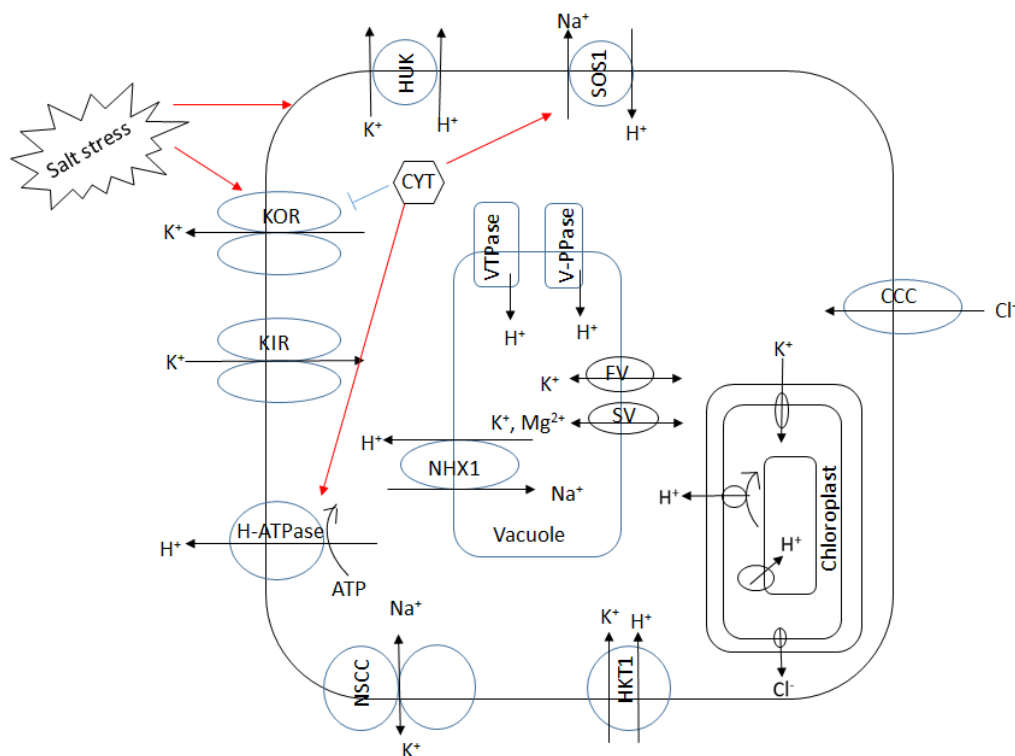 Na⁺
HUK
SOS1
K⁺
H⁺
H⁺
Salt stress
CYT
KOR
K⁺
VTPase
V-PPase
H⁺
H⁺
CCC
Cl⁻
KIR
K⁺
K⁺
FV
K⁺
K⁺, Mg²⁺
SV
H⁺
NHX1
Na⁺
H⁺
Chloroplast
H⁺
H-ATPase
H⁺
Vacuole
ATP
Na⁺
K⁺
H⁺
NSCC
HKT1
Cl⁻
K⁺